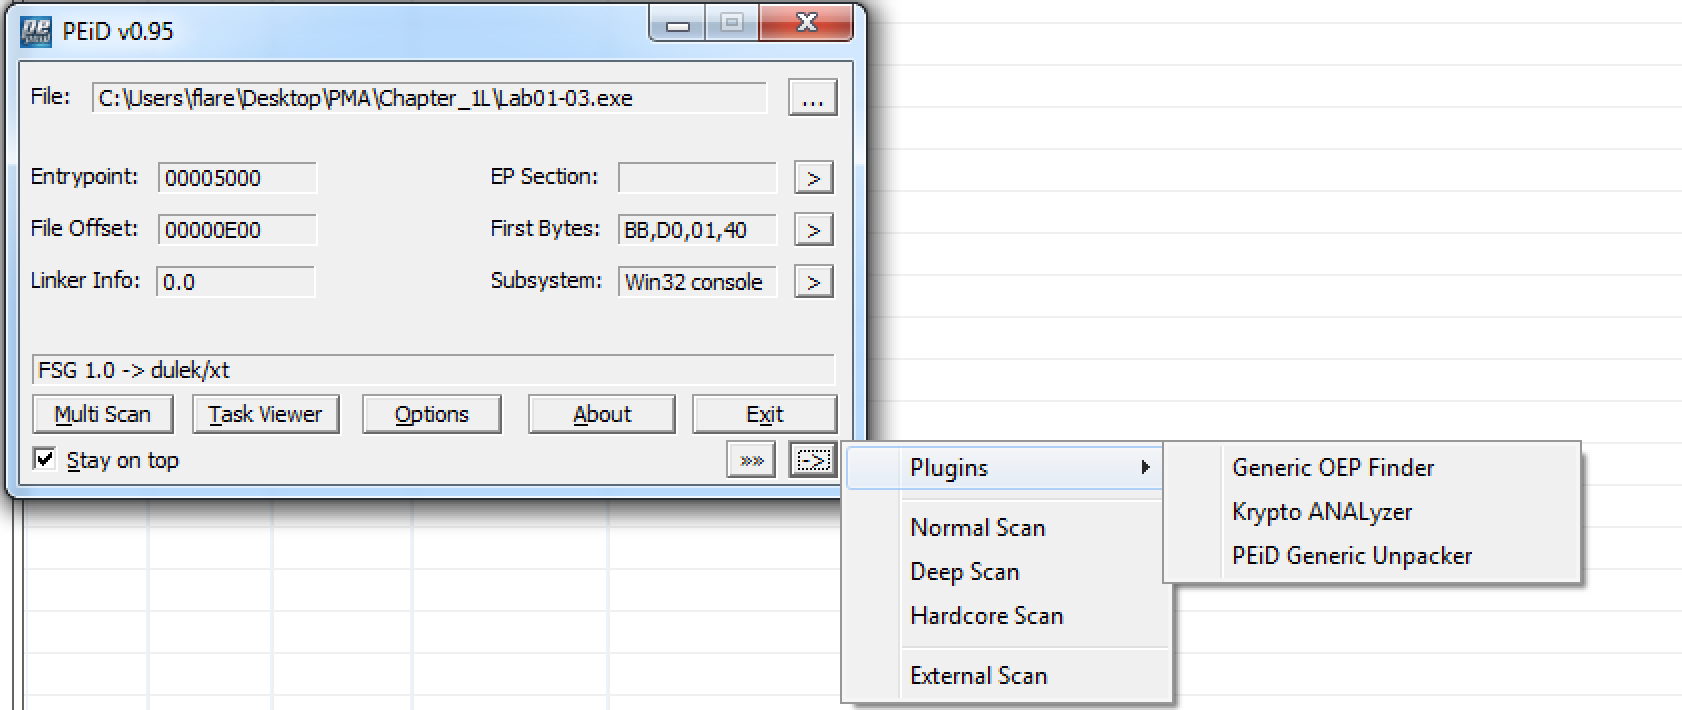 PEiD v0.95
File: C:\Users\flare\Desktop\PMA\Chapter_1L\Lab01-03.exe ...
Entrypoint: 00005000 EP Section: >
File Offset: 00000E00 First Bytes: BB,D0,01,40 >
Linker Info: 0.0 Subsystem: Win32 console >
FSG 1.0 -> dulek/xt
Multi Scan Task Viewer Options About Exit
Stay on top »» ->
Plugins
Normal Scan
Deep Scan
Hardcore Scan
External Scan
Generic OEP Finder
Krypto ANALyzer
PEiD Generic Unpacker